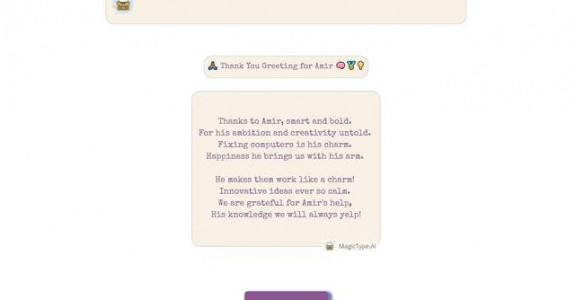 Thank You Greeting for Amir
Thanks to Amir, smart and bold.
For his ambition and creativity untold.
Fixing computers is his charm.
Happiness he brings us with his arm.
He makes them work like a charm!
Innovative ideas ever so calm.
We are grateful for Amir's help,
His knowledge we will always yelp!
MagicType.Ai